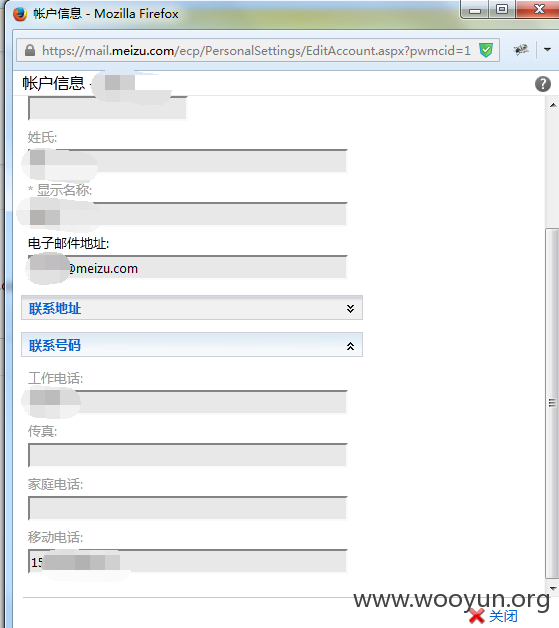 帐户信息 - Mozilla Firefox
https://mail.meizu.com/ecp/PersonalSettings/EditAccount.aspx?pwmcid=1
帐户信息 -
姓氏:
* 显示名称:
电子邮件地址:
@meizu.com
联系地址
联系号码
工作电话:
传真:
家庭电话:
移动电话:
15
www.wooyun.org
关闭